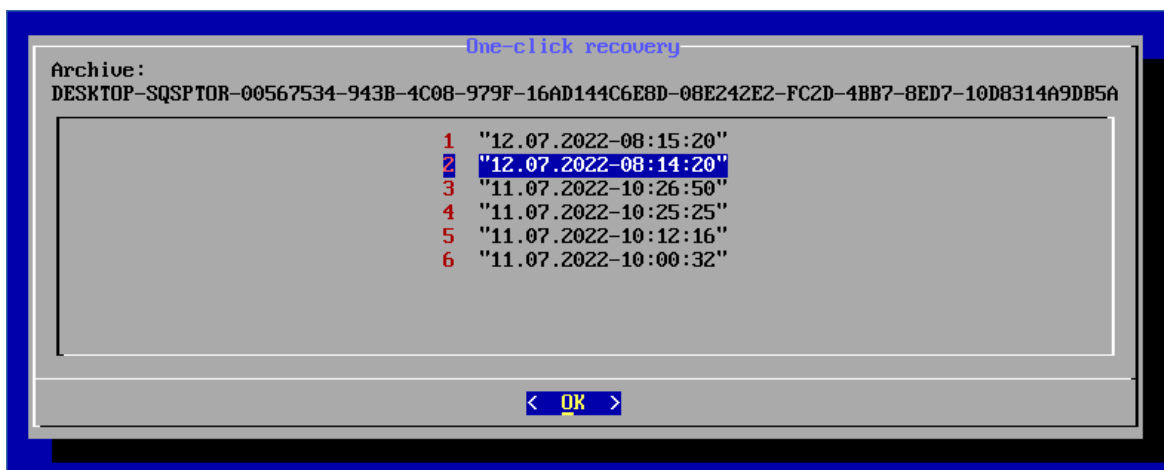 One-click recovery
Archive:
DESKTOP-SQSPTOR-00567534-943B-4C08-979F-16AD144C6E8D-08E242E2-FC2D-4BB7-8ED7-10D8314A9DB5A
1 "12.07.2022-08:15:20"
2 "12.07.2022-08:14:20"
3 "11.07.2022-10:26:50"
4 "11.07.2022-10:25:25"
5 "11.07.2022-10:12:16"
6 "11.07.2022-10:00:32"
< OK >